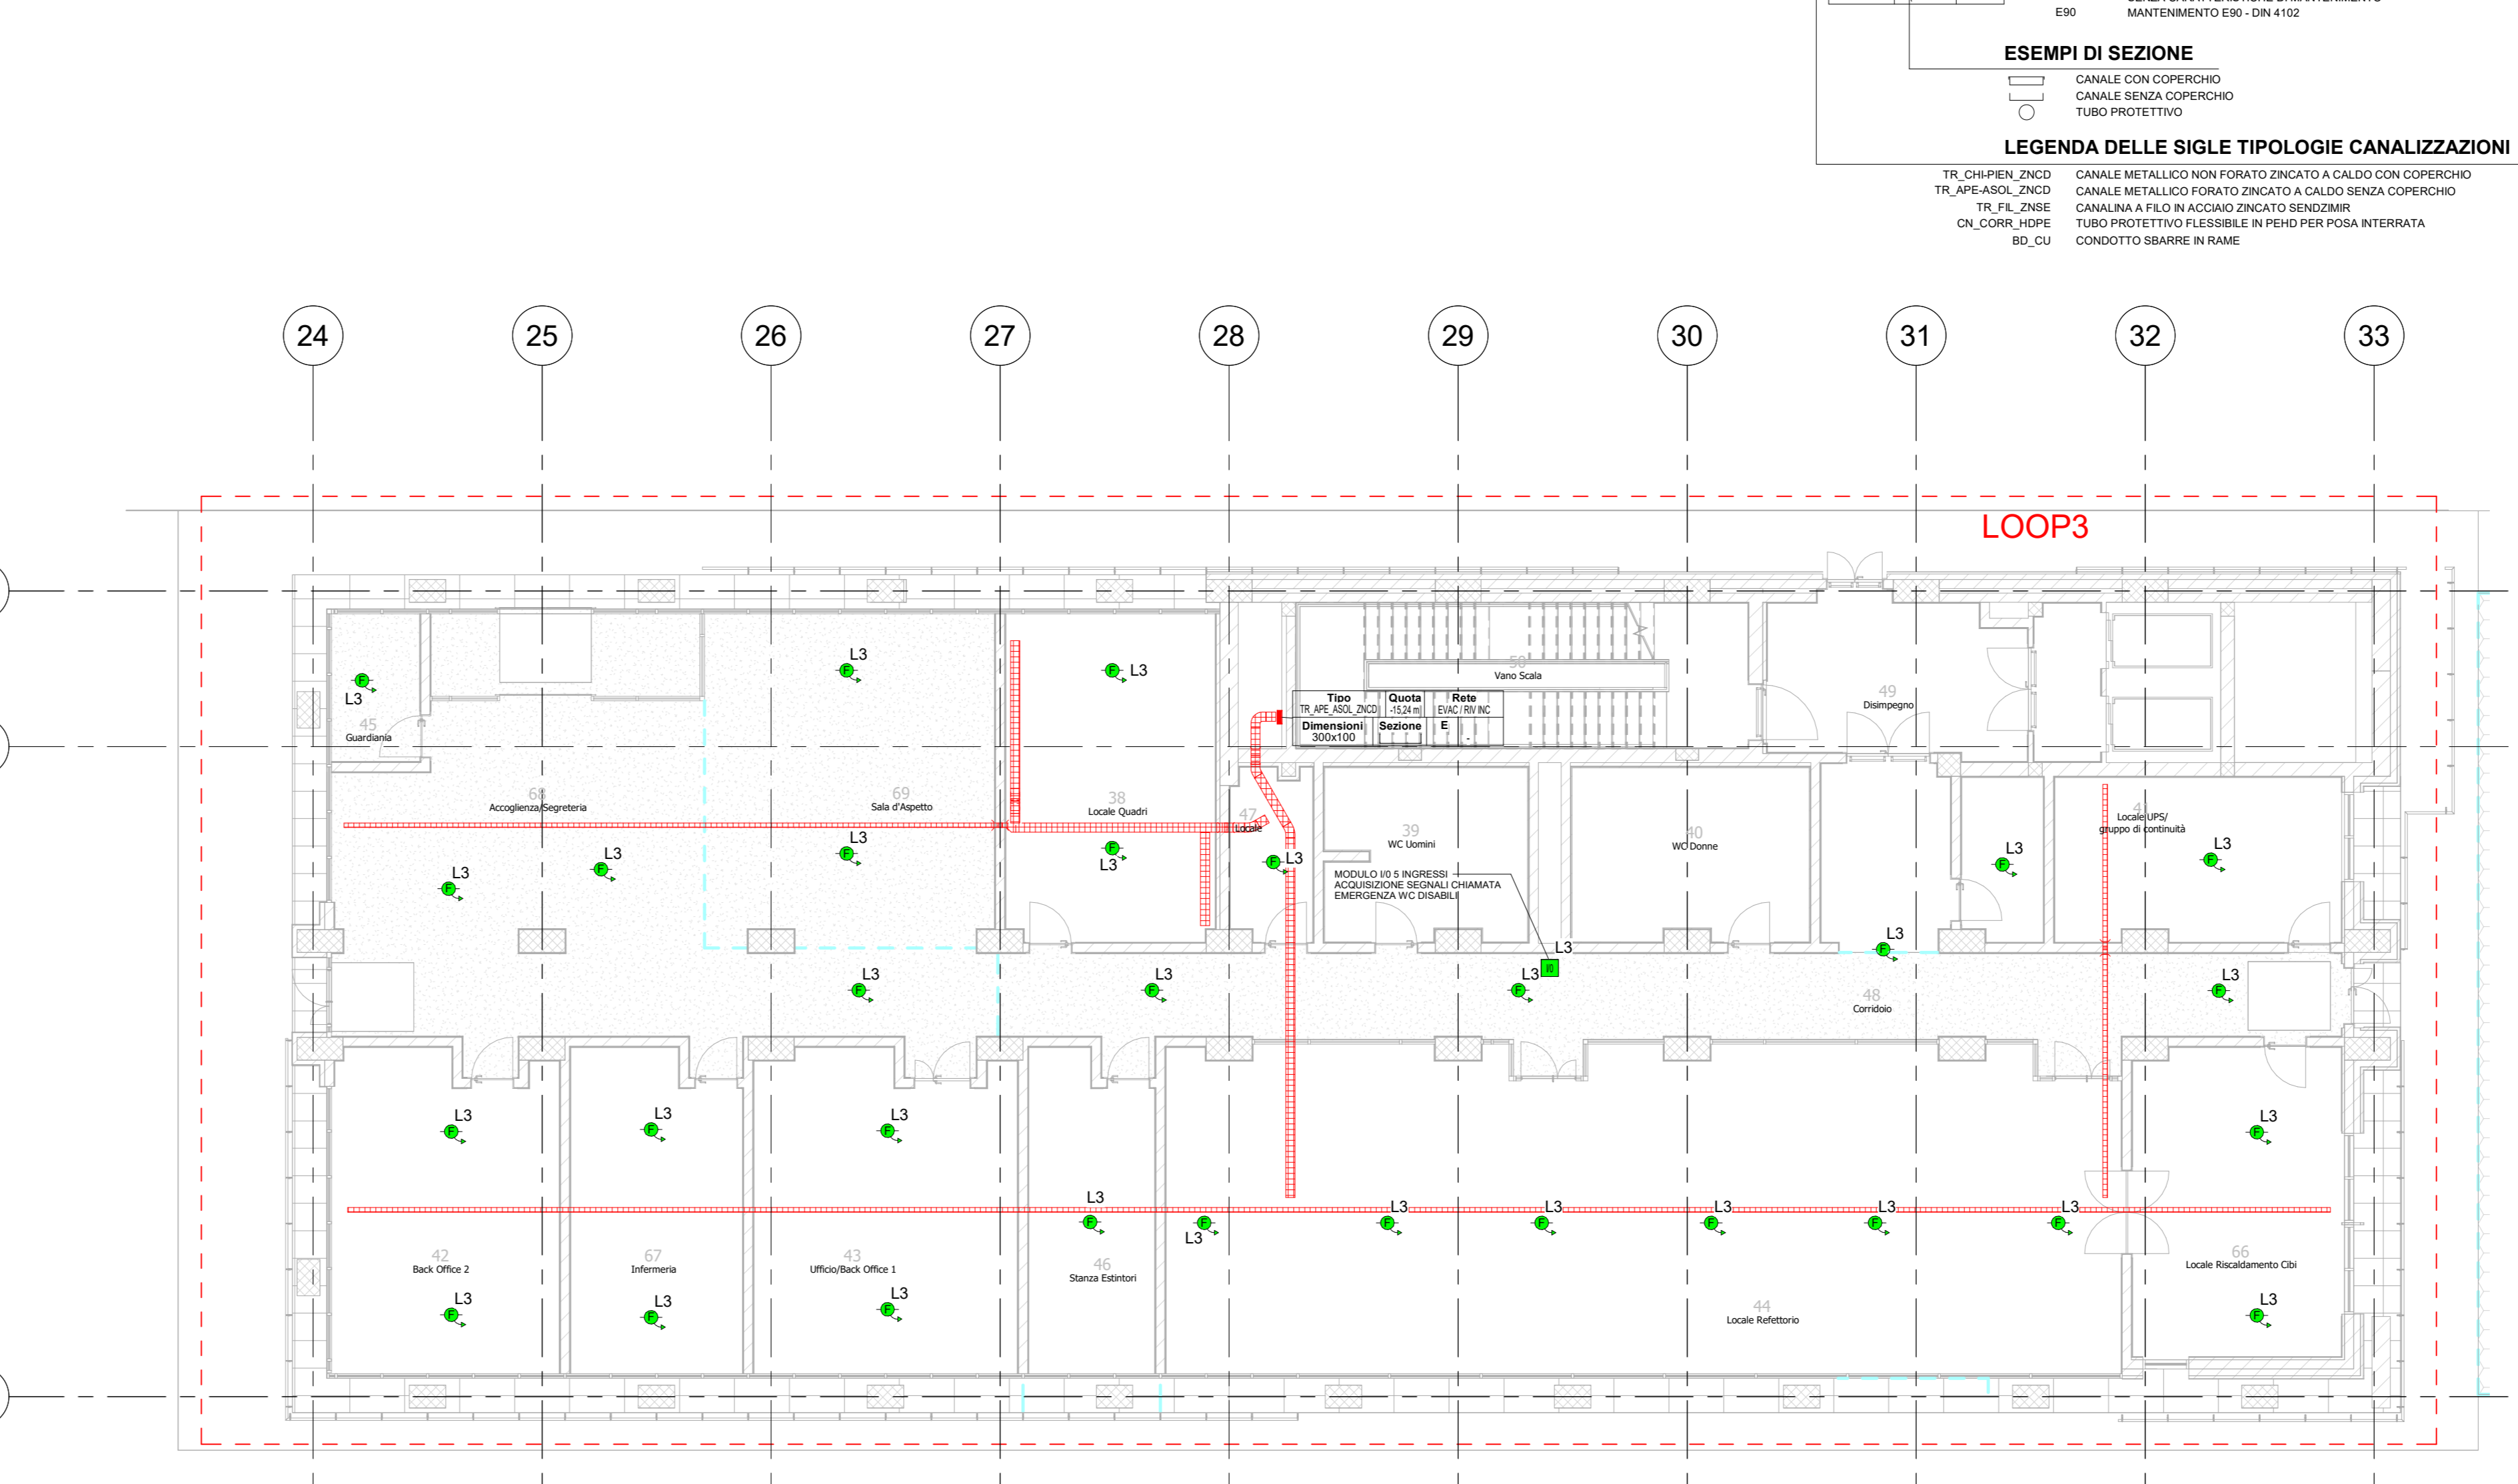 E90 MANTENIMENTO E90 - DIN 4102
ESEMPI DI SEZIONE
CANALE CON COPERCHIO
CANALE SENZA COPERCHIO
TUBO PROTETTIVO
LEGENDA DELLE SIGLE TIPOLOGIE CANALIZZAZIONI
TR_CHI-PIEN_ZNCD CANALE METALLICO NON FORATO ZINCATO A CALDO CON COPERCHIO
TR_APE-ASOL_ZNCD CANALE METALLICO FORATO ZINCATO A CALDO SENZA COPERCHIO
TR_FIL_ZNSE CANALINA A FILO IN ACCIAIO ZINCATO SENDZIMIR
CN_CORR_HDPE TUBO PROTETTIVO FLESSIBILE IN PEHD PER POSA INTERRATA
BD_CU CONDOTTO SBARRE IN RAME
24 25 26 27 28 29 30 31 32 33
LOOP3
L3
L3
L3
F
F
F
50
Vano Scala
45
Guardiania
49
Disimpegno
Tipo Quota Rete
TR_APE_ASOL_ZNCD -15,24 m EVAC / RIV INC
Dimensioni Sezione E
300x100 -
68
Accoglienza/Segreteria
69
Sala d'Aspetto
38
Locale Quadri
47
Locale
39
WC Uomini
40
WC Donne
41
Locale UPS/
gruppo di continuità
L3
L3
L3
L3
L3
L3
L3
F
F
F
F
F
F
F
MODULO I/0 5 INGRESSI
ACQUISIZIONE SEGNALI CHIAMATA
EMERGENZA WC DISABILI
L3
L3
L3
L3
L3
L3
F
F
F
I/0
F
F
48
Corridoio
L3
L3
L3
L3
F
F
F
F
L3
L3
L3
L3
L3
L3
L3
F
F
F
F
F
F
F
42
Back Office 2
67
Infermeria
43
Ufficio/Back Office 1
46
Stanza Estintori
66
Locale Riscaldamento Cibi
44
Locale Refettorio
L3
L3
L3
L3
F
F
F
F